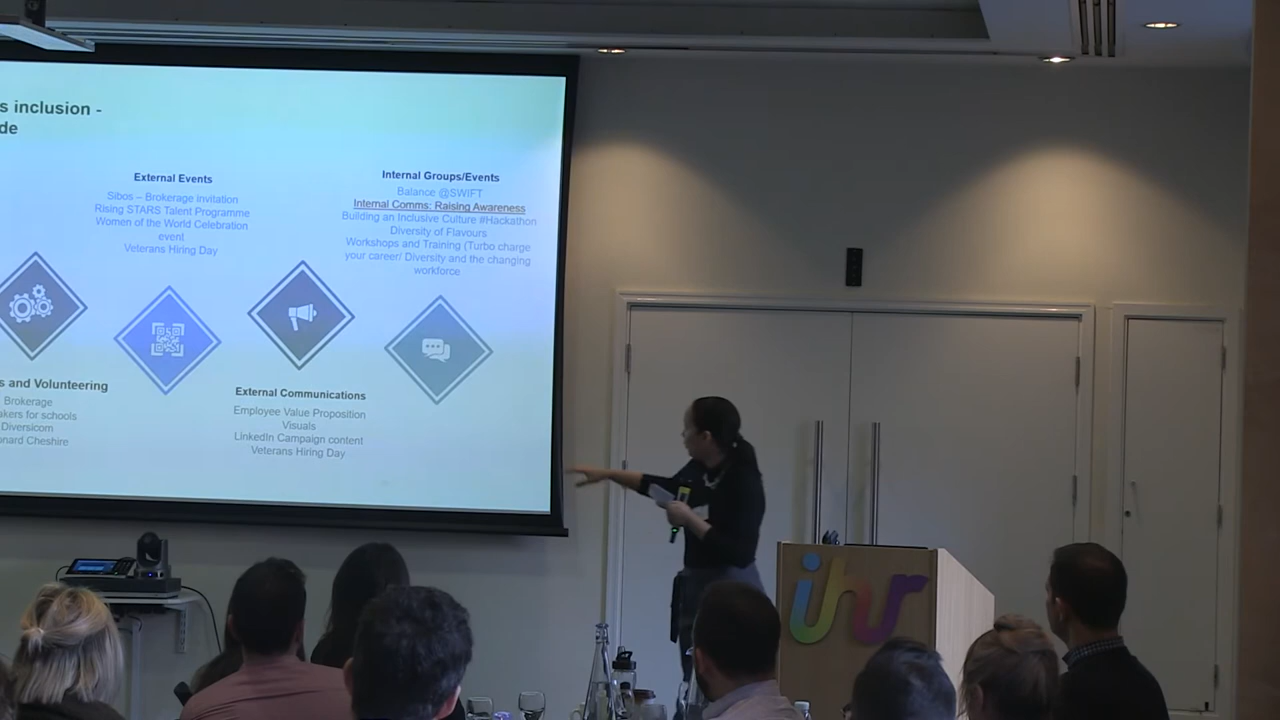 s inclusion -
de
External Events
Sibos – Brokerage invitation
Rising STARS Talent Programme
Women of the World Celebration
event
Veterans Hiring Day
Internal Groups/Events
Balance @SWIFT
Internal Comms: Raising Awareness
Building an Inclusive Culture #Hackathon
Diversity of Flavours
Workshops and Training (Turbo charge
your career/ Diversity and the changing
workforce
s and Volunteering
Brokerage
akers for schools
Diversicom
onard Cheshire
External Communications
Employee Value Proposition
Visuals
LinkedIn Campaign content
Veterans Hiring Day
ihr